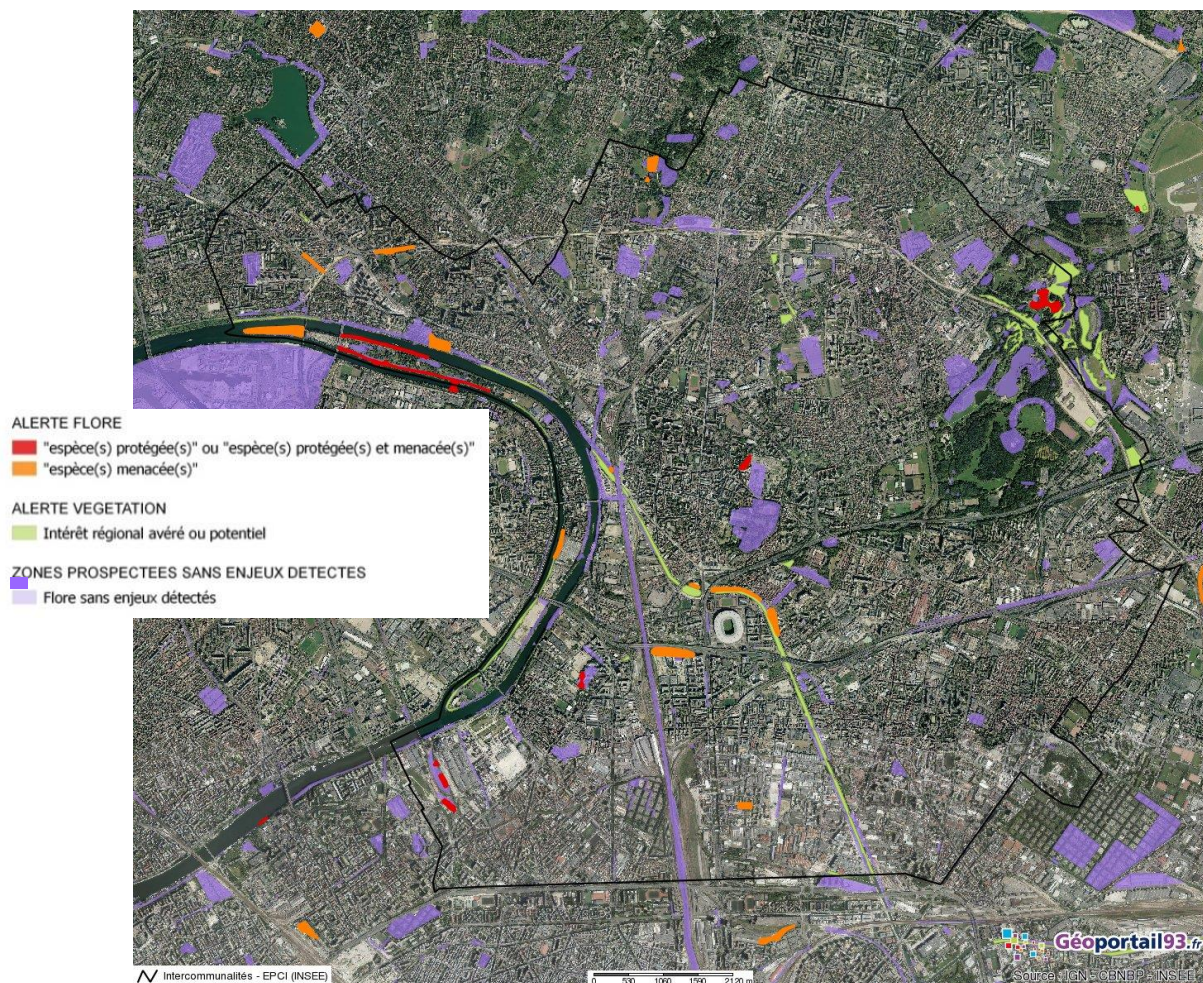 ALERTE FLORE
"espèce(s) protégée(s)" ou "espèce(s) protégée(s) et menacée(s)"
"espèce(s) menacée(s)"
ALERTE VEGETATION
Intérêt régional avéré ou potentiel
ZONES PROSPECTEES SANS ENJEUX DETECTES
Flore sans enjeux détectés
Géoportail93.fr
Intercommunalités - EPCI (INSEE)
0 530 1060 1590 2120 m
Source : IGN - CBNBP - INSEE